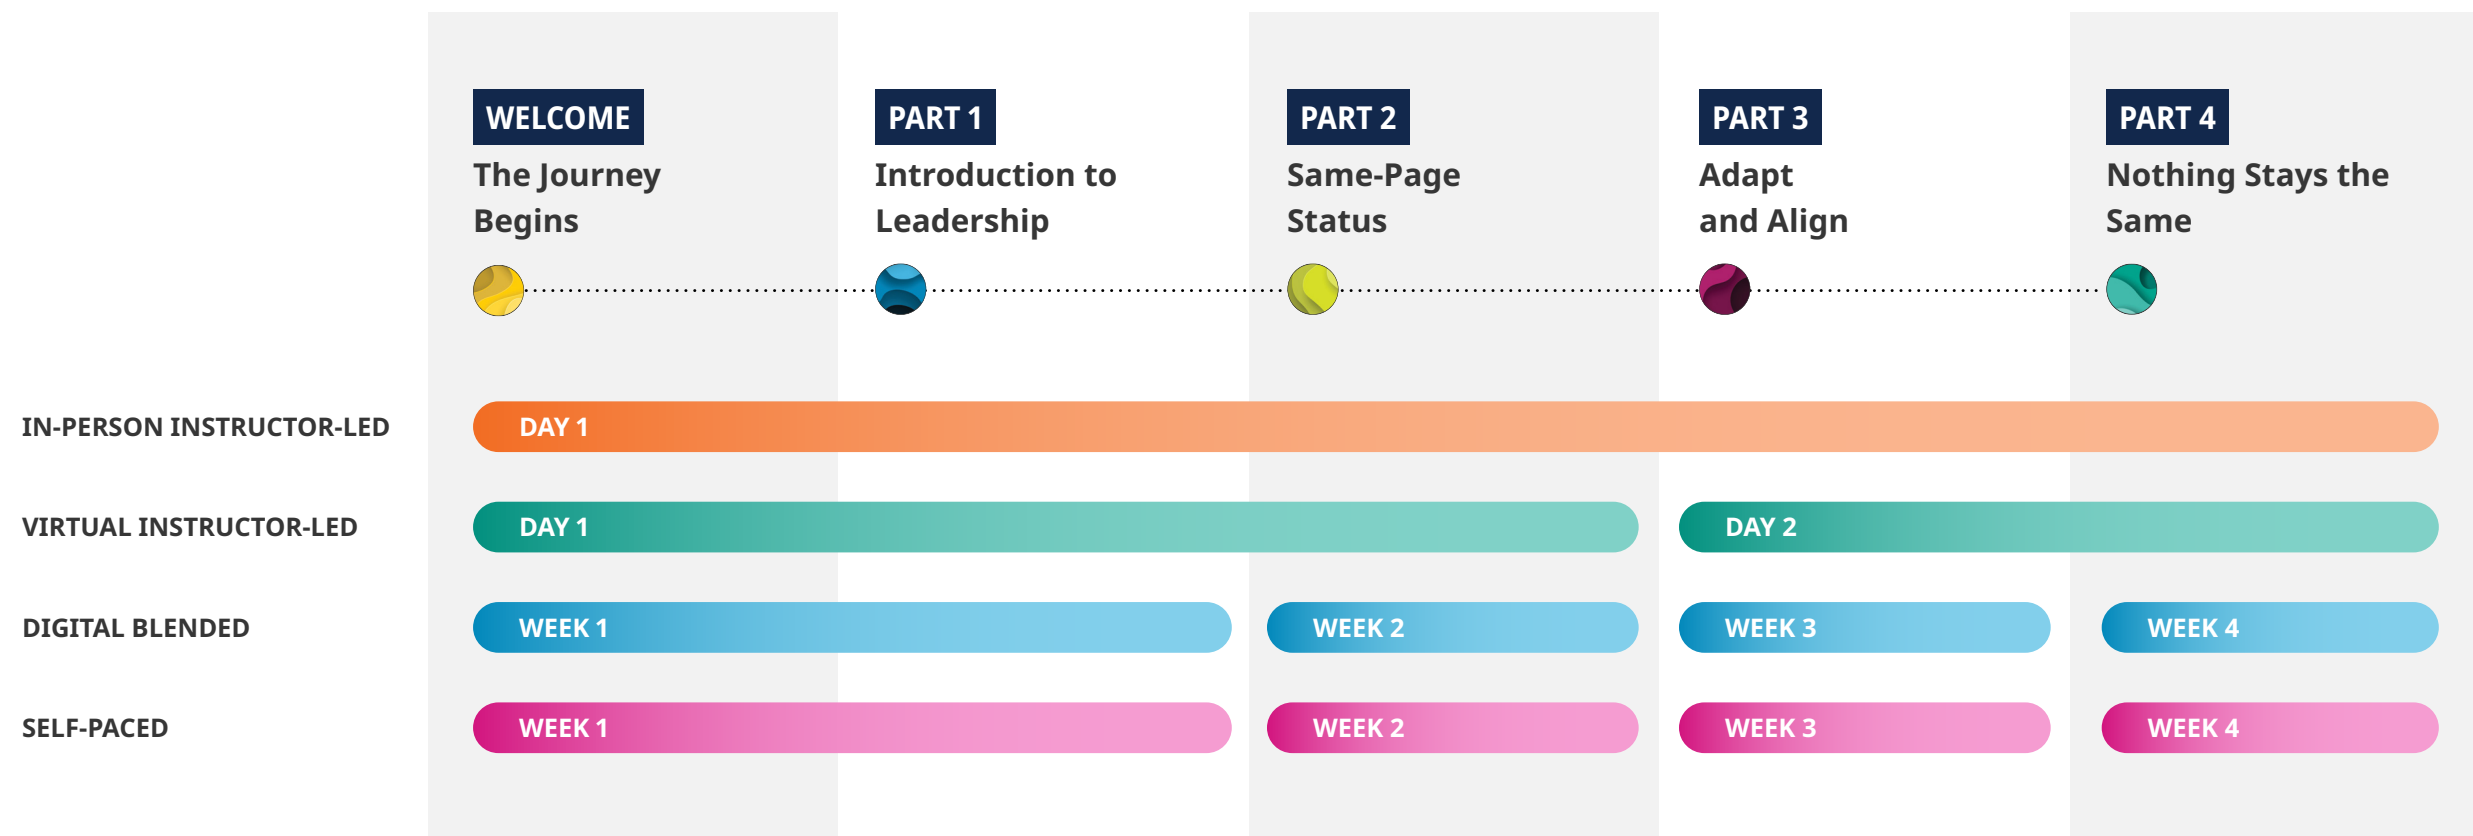 WELCOME
The Journey
Begins
PART 1
Introduction to
Leadership
PART 2
Same-Page
Status
PART 3
Adapt
and Align
PART 4
Nothing Stays the
Same
IN-PERSON INSTRUCTOR-LED
DAY 1
VIRTUAL INSTRUCTOR-LED
DAY 1
DAY 2
DIGITAL BLENDED
WEEK 1
WEEK 2
WEEK 3
WEEK 4
SELF-PACED
WEEK 1
WEEK 2
WEEK 3
WEEK 4